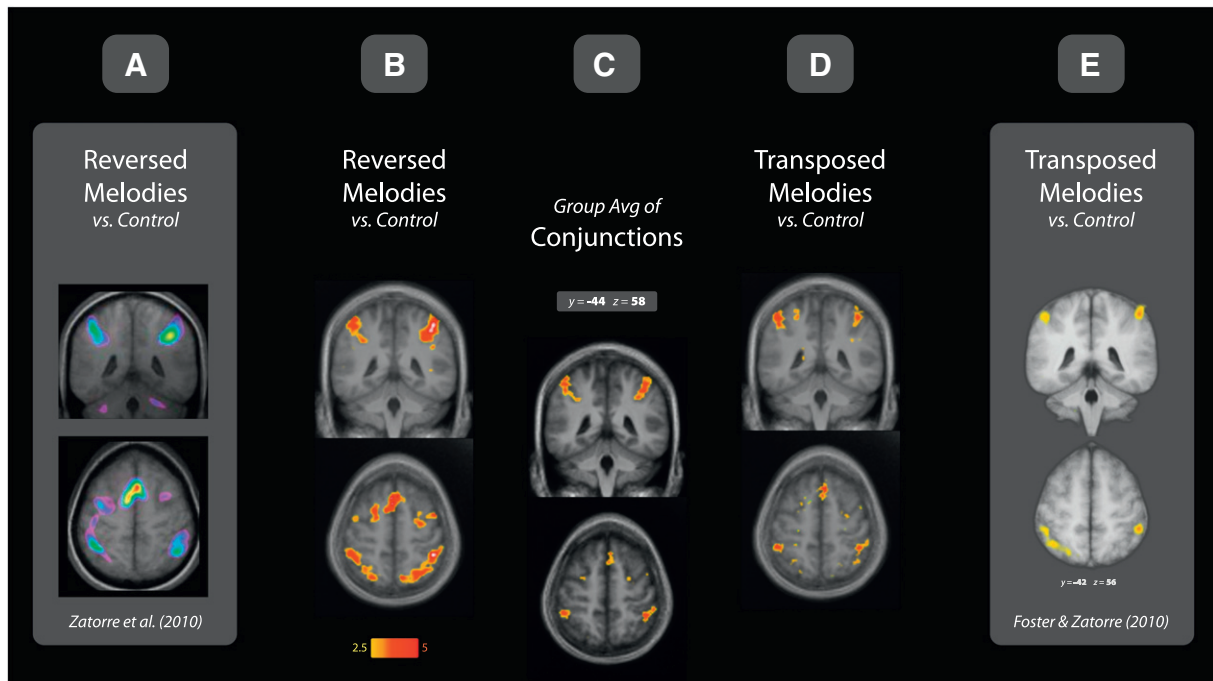 A
Reversed
Melodies
vs. Control
Zatorre et al. (2010)
B
Reversed
Melodies
vs. Control
2.5 5
C
Group Avg of
Conjunctions
y = -44 z = 58
D
Transposed
Melodies
vs. Control
E
Transposed
Melodies
vs. Control
y = -42 z = 56
Foster & Zatorre (2010)